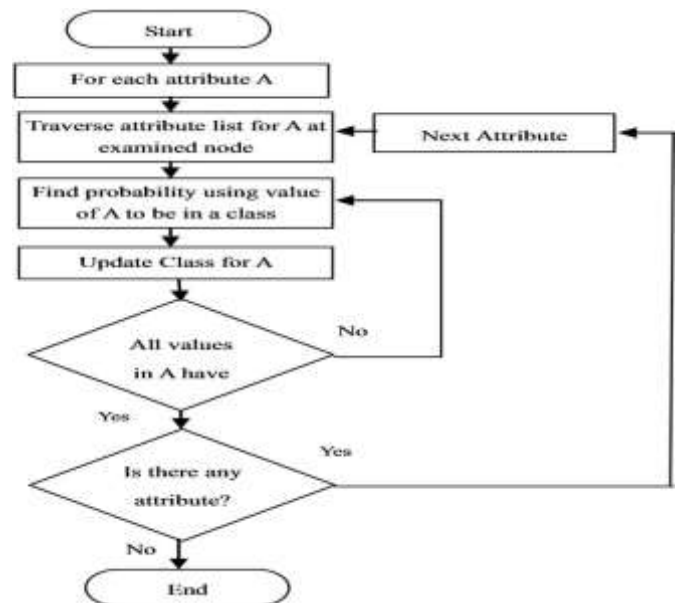 Start
For each attribute A
Traverse attribute list for A at
examined node
Next Attribute
Find probability using value
of A to be in a class
Update Class for A
No
All values
in A have
Yes
Yes
Is there any
attribute?
No
End